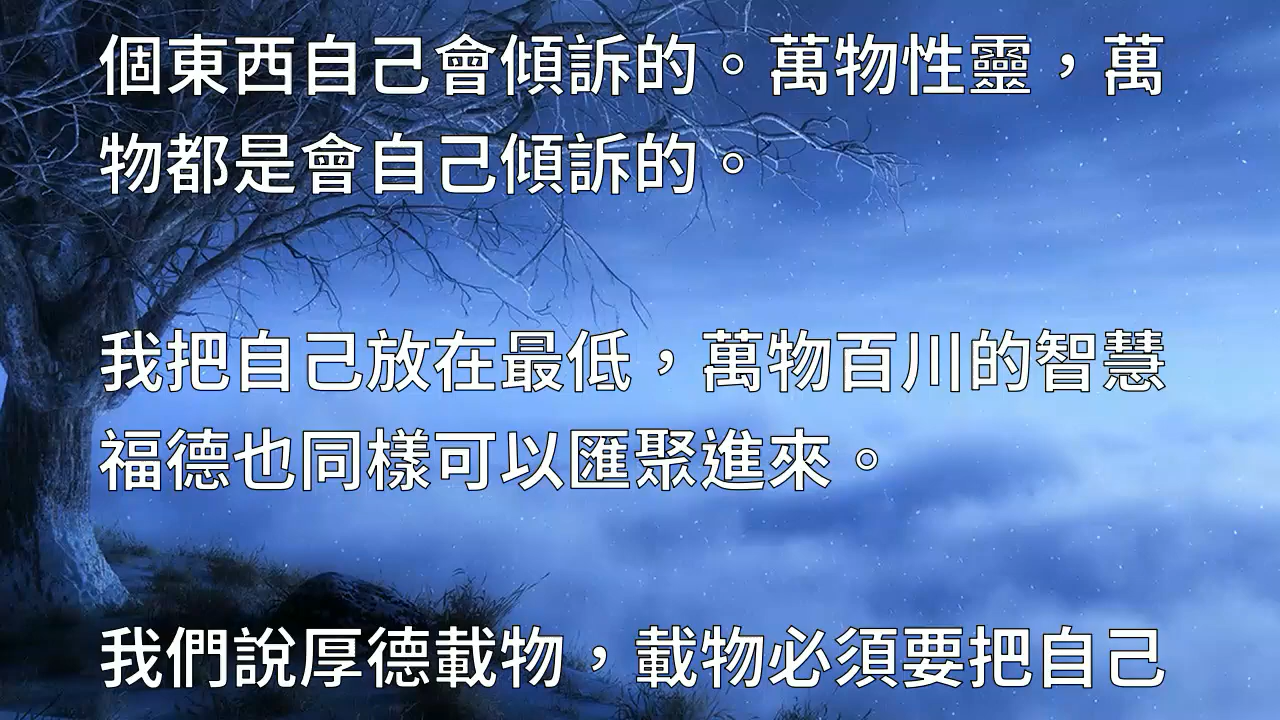 個東西自己會傾訴的。萬物性靈，萬
物都是會自己傾訴的。
我把自己放在最低，萬物百川的智慧
福德也同樣可以匯聚進來。
我們說厚德載物，載物必須要把自己